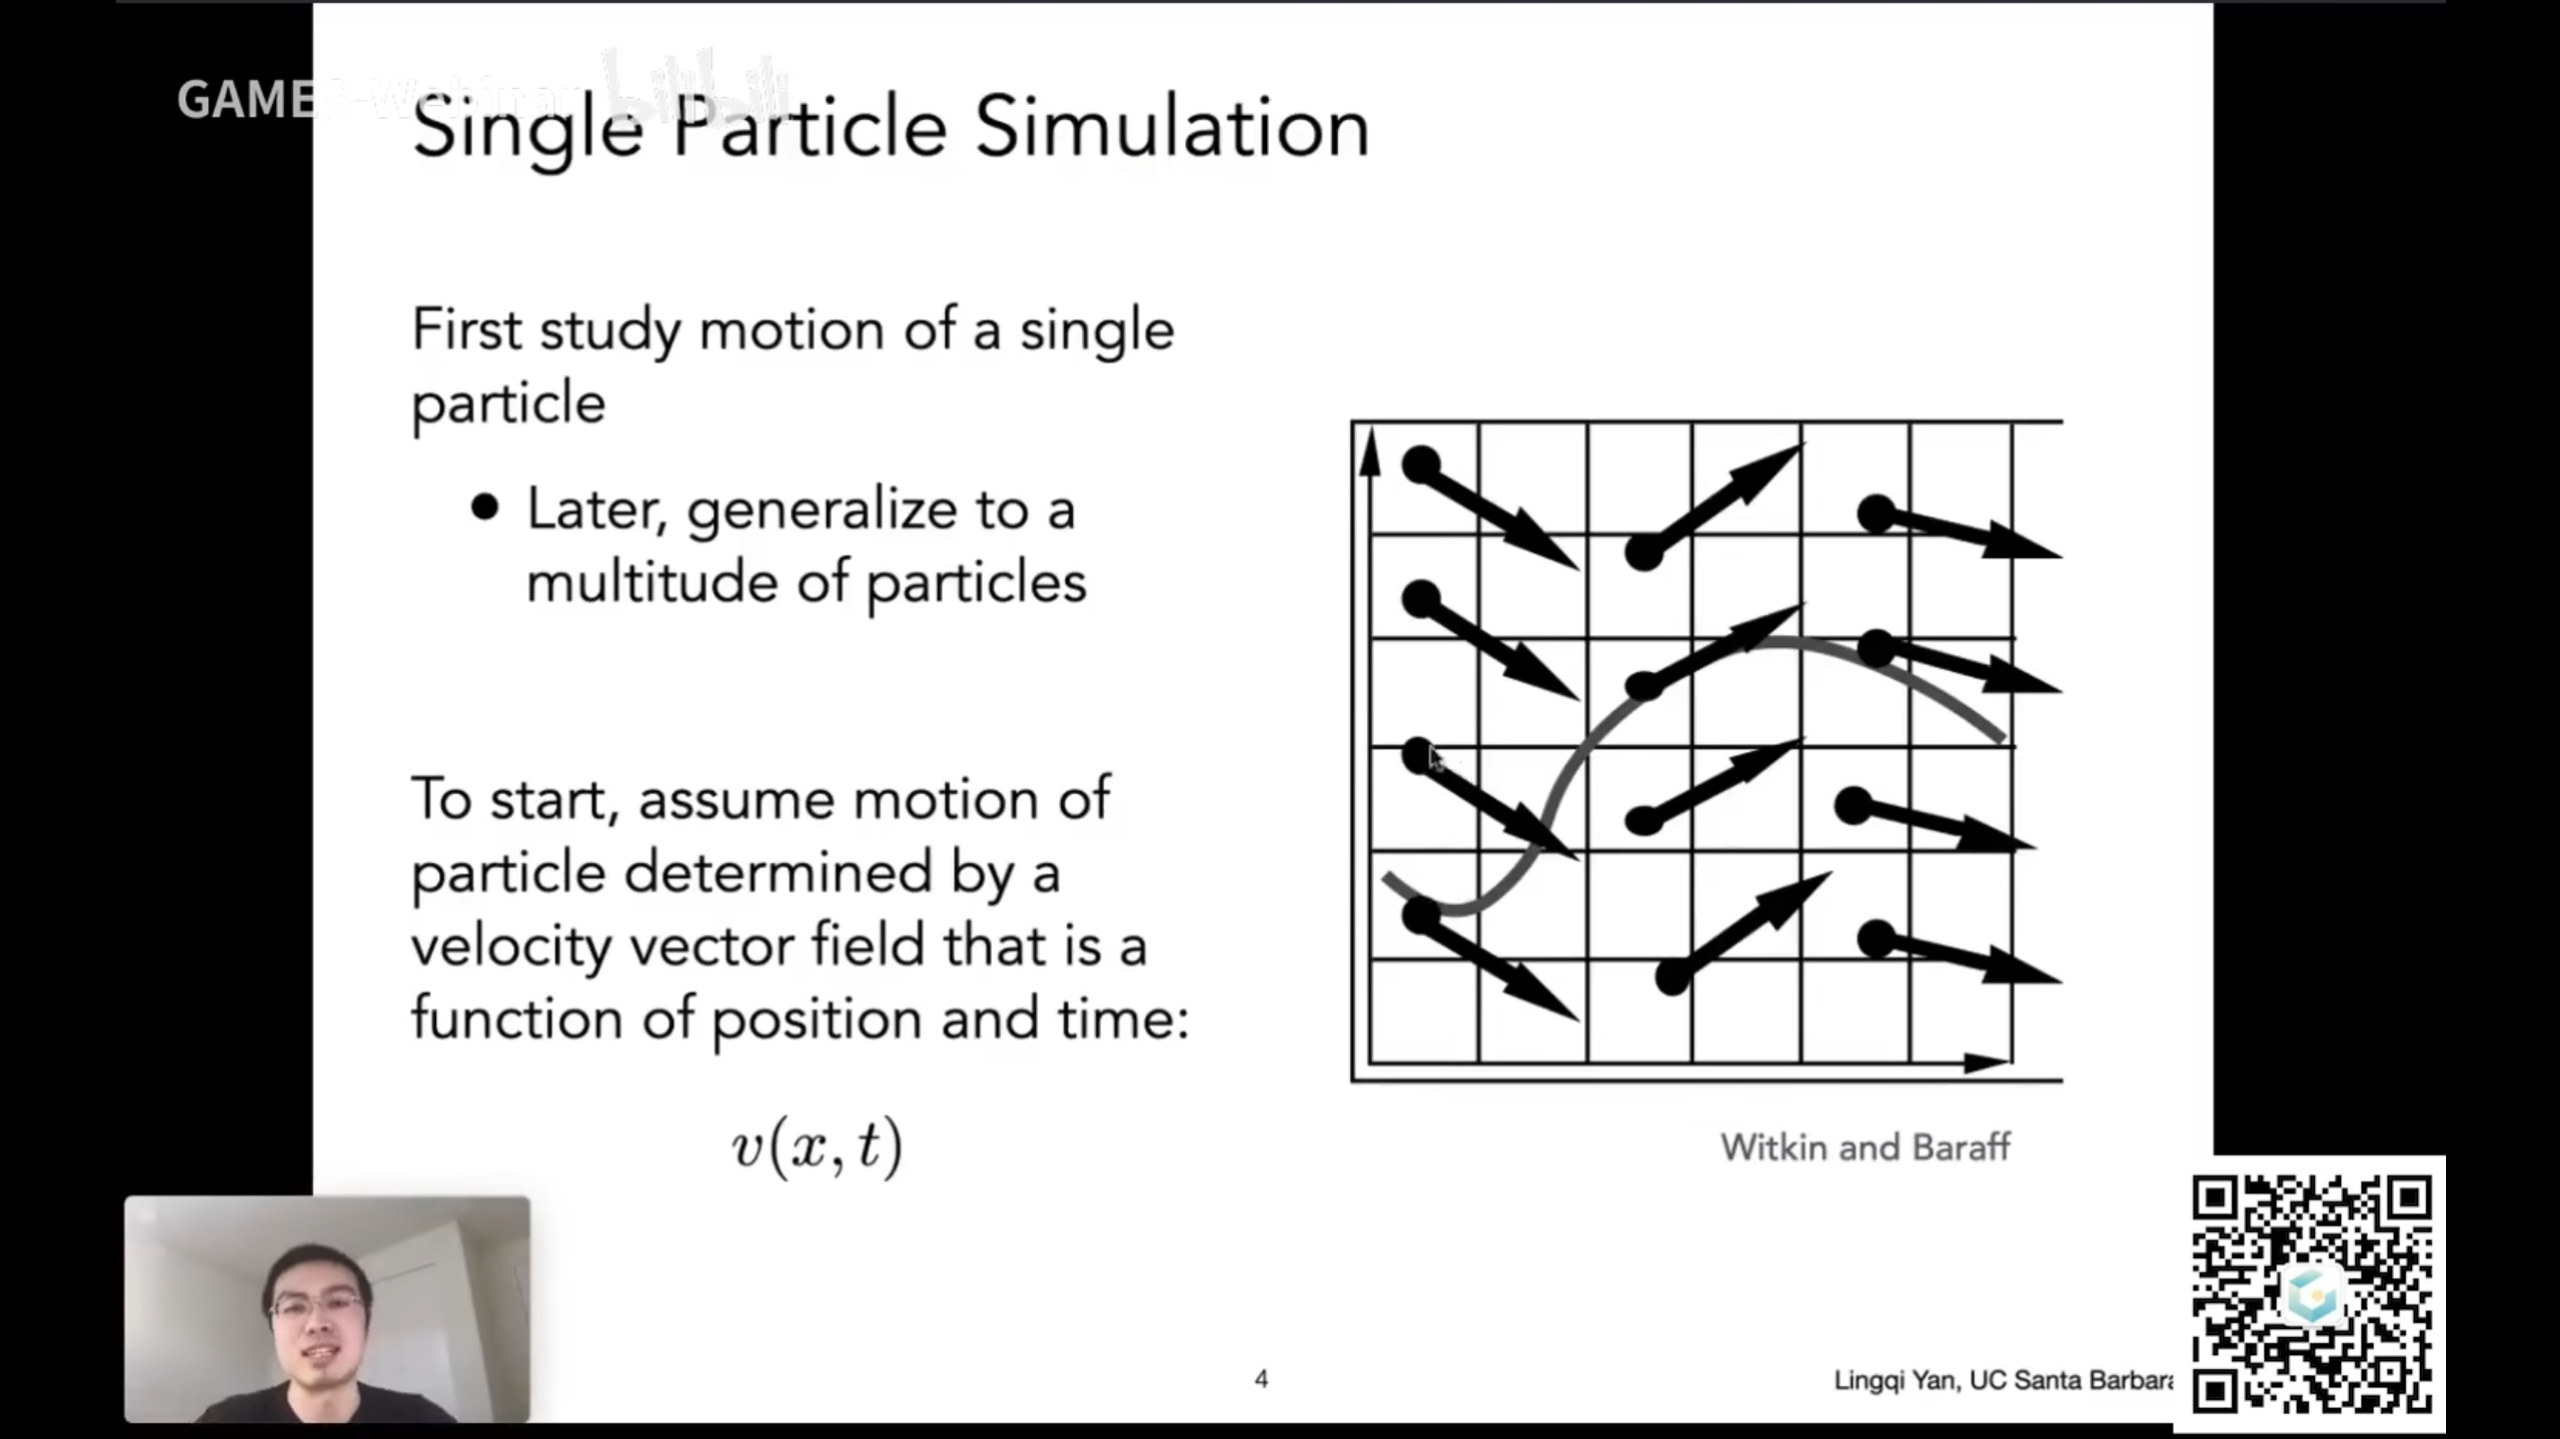 GAMES-Webinar
bilibili
Single Particle Simulation
First study motion of a single
particle
● Later, generalize to a
multitude of particles
To start, assume motion of
particle determined by a
velocity vector field that is a
function of position and time:
v(x, t)
Witkin and Baraff
4
Lingqi Yan, UC Santa Barbara